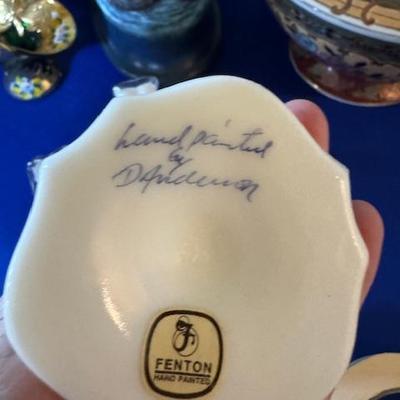 hand painted
by
D Anderson
F
FENTON
HAND PAINTED